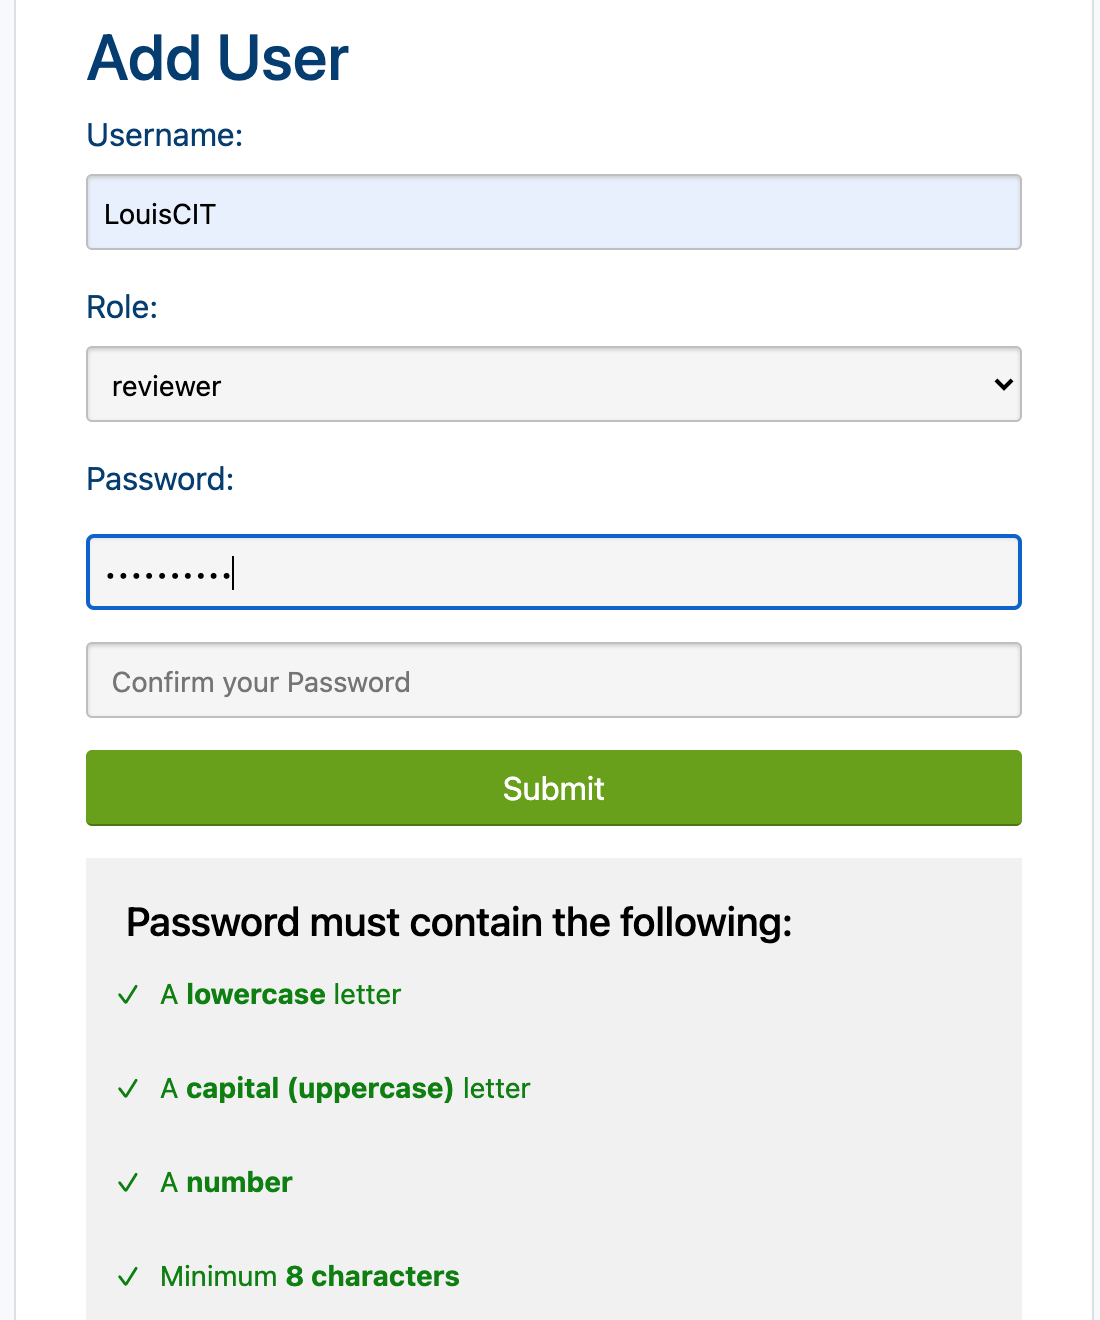 Add User
Username:
LouisCIT
Role:
reviewer
Password:
••••••••••
Confirm your Password
Submit
Password must contain the following:
✓ A lowercase letter
✓ A capital (uppercase) letter
✓ A number
✓ Minimum 8 characters